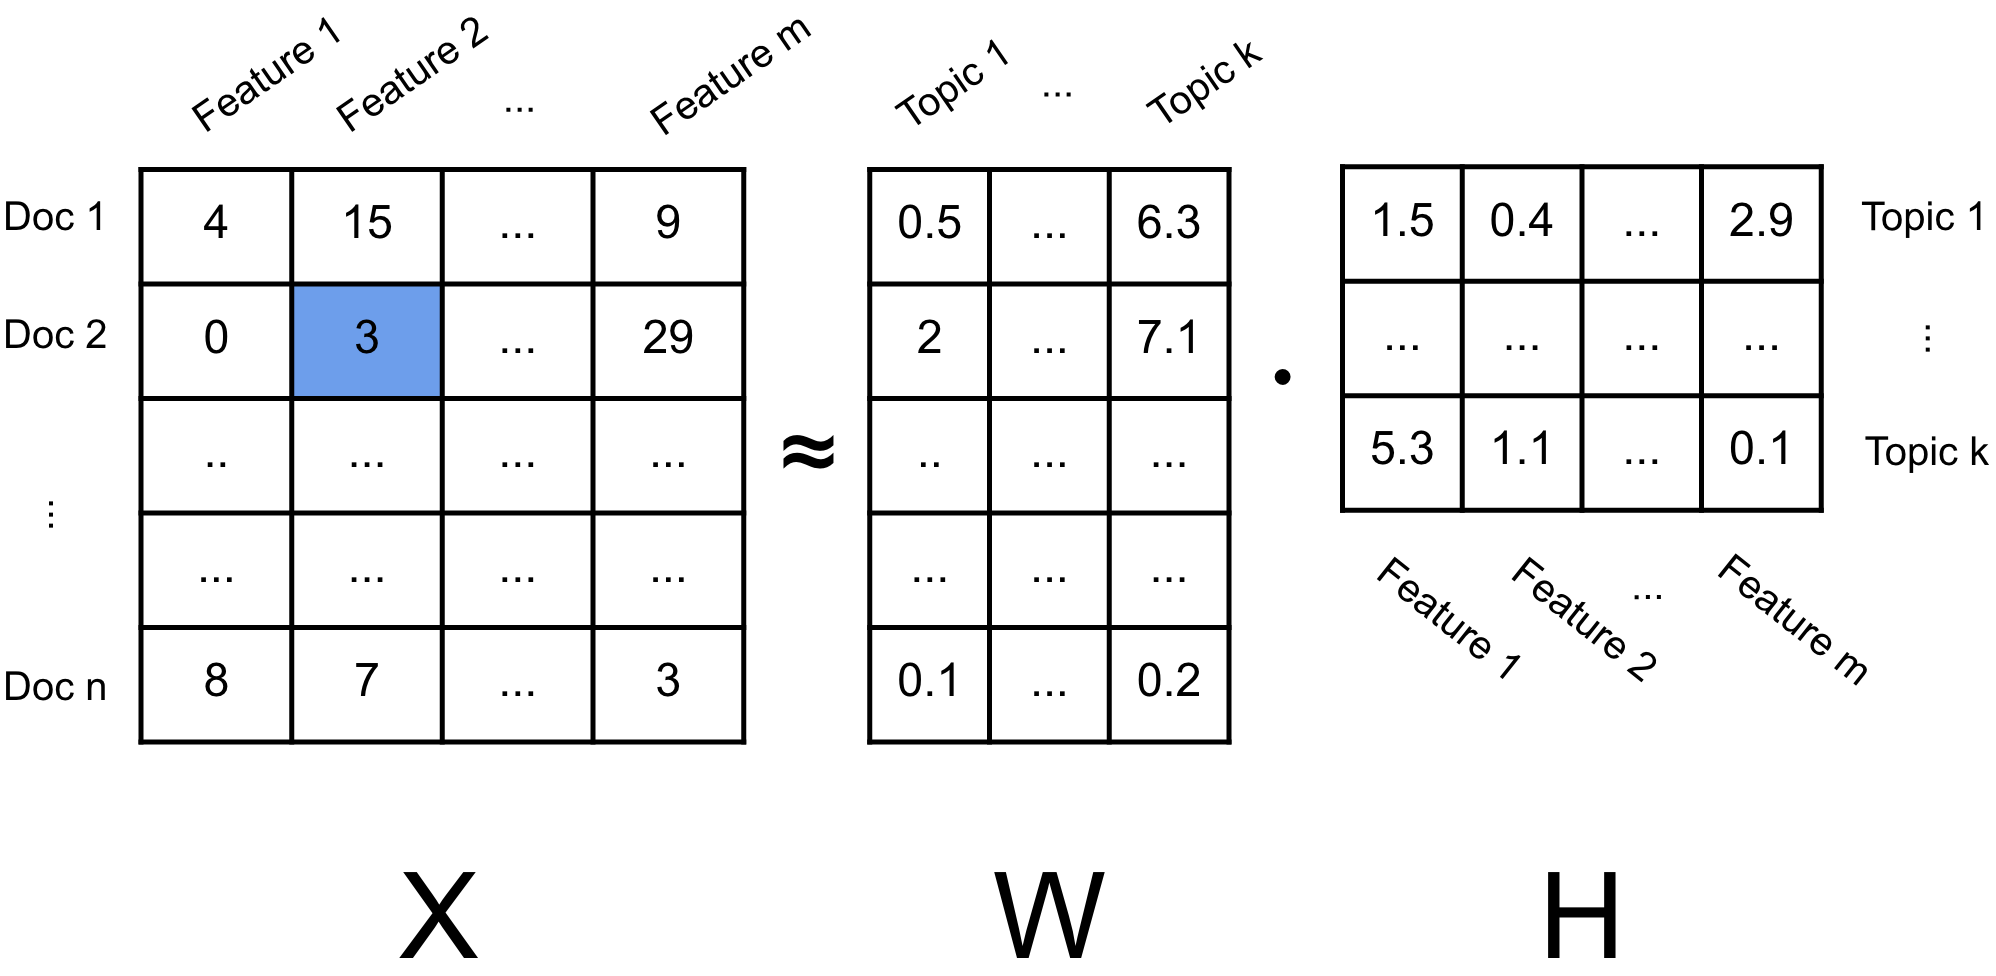 Feature 1 Feature 2 ... Feature m Topic 1 ... Topic k
Doc 1 4 15 ... 9 0.5 ... 6.3 1.5 0.4 ... 2.9 Topic 1
Doc 2 0 3 ... 29 2 ... 7.1 ... ... ... ... ⋮
.. ... ... ... ≈ .. ... ... • 5.3 1.1 ... 0.1 Topic k
⋮ ... ... ... ... ... ... ... Feature 1 Feature 2 ... Feature m
Doc n 8 7 ... 3 0.1 ... 0.2
X W H